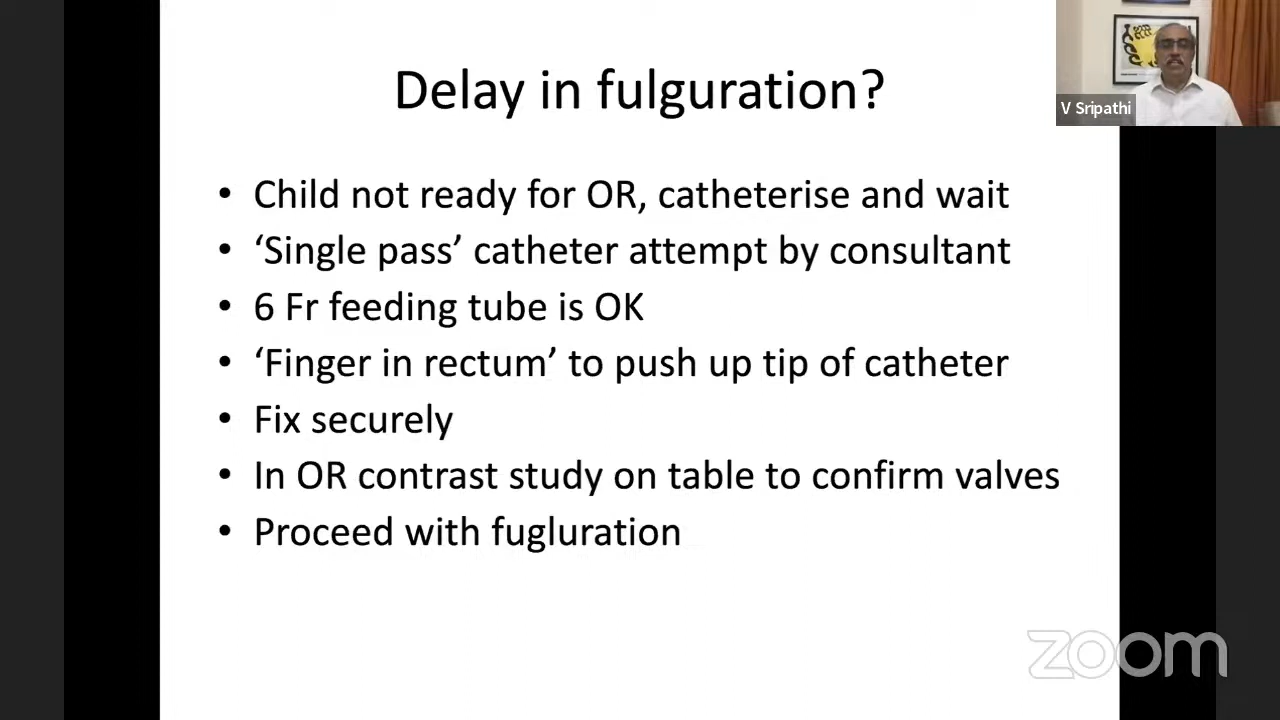 Delay in fulguration?
• Child not ready for OR, catheterise and wait
• ‘Single pass’ catheter attempt by consultant
• 6 Fr feeding tube is OK
• ‘Finger in rectum’ to push up tip of catheter
• Fix securely
• In OR contrast study on table to confirm valves
• Proceed with fugluration
V Sripathi
zoom